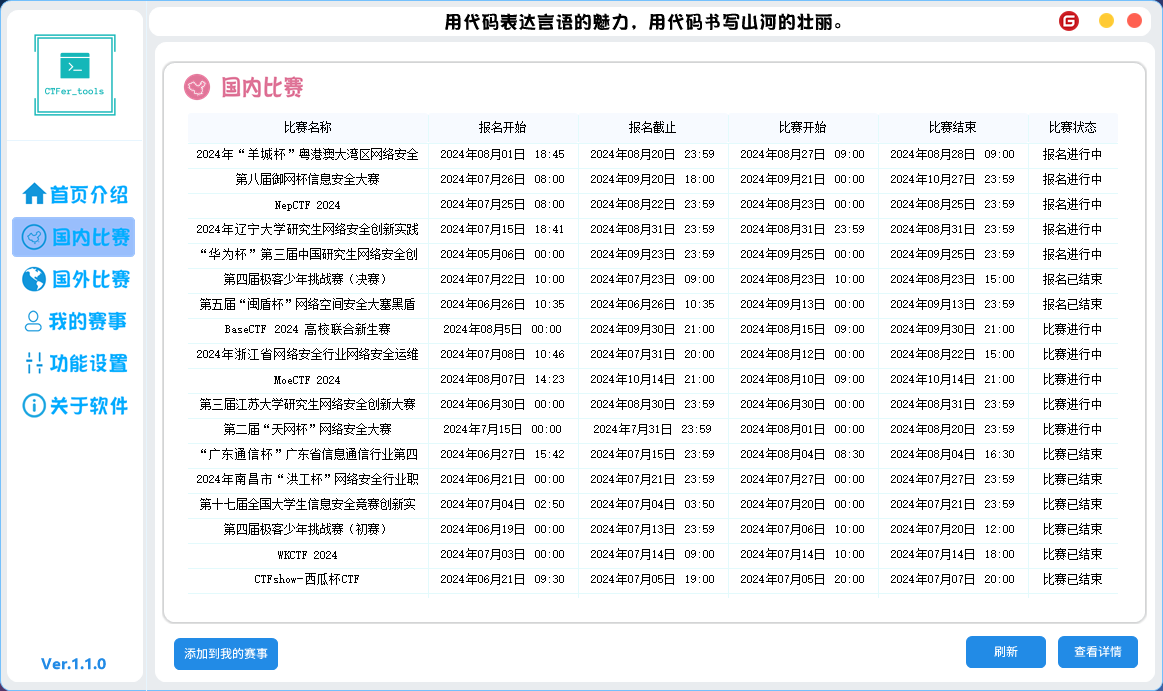 用代码表达言语的魅力，用代码书写山河的壮丽。
G
>_
CTFer_tools
首页介绍
国内比赛
国外比赛
我的赛事
功能设置
关于软件
Ver.1.1.0
国内比赛
比赛名称 报名开始 报名截止 比赛开始 比赛结束 比赛状态
2024年“羊城杯”粤港澳大湾区网络安全 2024年08月01日 18:45 2024年08月20日 23:59 2024年08月27日 09:00 2024年08月28日 09:00 报名进行中
第八届御网杯信息安全大赛 2024年07月26日 08:00 2024年09月20日 18:00 2024年09月21日 00:00 2024年10月27日 23:59 报名进行中
NepCTF 2024 2024年07月25日 08:00 2024年08月22日 23:59 2024年08月23日 00:00 2024年08月25日 23:59 报名进行中
2024年辽宁大学研究生网络安全创新实践 2024年07月15日 18:41 2024年08月31日 23:59 2024年08月31日 23:59 2024年08月31日 23:59 报名进行中
“华为杯”第三届中国研究生网络安全创 2024年05月06日 00:00 2024年09月23日 23:59 2024年09月25日 00:00 2024年09月25日 23:59 报名进行中
第四届极客少年挑战赛（决赛） 2024年07月22日 10:00 2024年07月23日 09:00 2024年08月23日 10:00 2024年08月23日 15:00 报名已结束
第五届“闽盾杯”网络空间安全大塞黑盾 2024年06月26日 10:35 2024年06月26日 10:35 2024年09月13日 00:00 2024年09月13日 23:59 报名已结束
BaseCTF 2024 高校联合新生赛 2024年08月5日 00:00 2024年09月30日 21:00 2024年08月15日 09:00 2024年09月30日 21:00 比赛进行中
2024年浙江省网络安全行业网络安全运维 2024年07月08日 10:46 2024年07月31日 20:00 2024年08月12日 00:00 2024年08月22日 15:00 比赛进行中
MoeCTF 2024 2024年08月07日 14:23 2024年10月14日 21:00 2024年08月10日 09:00 2024年10月14日 21:00 比赛进行中
第三届江苏大学研究生网络安全创新大赛 2024年06月30日 00:00 2024年08月30日 23:59 2024年06月30日 00:00 2024年08月31日 23:59 比赛进行中
第二届“天网杯”网络安全大赛 2024年7月15日 00:00 2024年7月31日 23:59 2024年08月01日 00:00 2024年08月20日 23:59 比赛进行中
“广东通信杯”广东省信息通信行业第四 2024年06月27日 15:42 2024年07月15日 23:59 2024年08月04日 08:30 2024年08月04日 16:30 比赛已结束
2024年南昌市“洪工杯”网络安全行业职 2024年06月21日 00:00 2024年07月21日 23:59 2024年07月27日 00:00 2024年07月27日 23:59 比赛已结束
第十七届全国大学生信息安全竞赛创新实 2024年07月04日 02:50 2024年07月04日 03:50 2024年07月20日 00:00 2024年07月21日 23:59 比赛已结束
第四届极客少年挑战赛（初赛） 2024年06月19日 00:00 2024年07月13日 23:59 2024年07月06日 10:00 2024年07月20日 12:00 比赛已结束
WKCTF 2024 2024年07月03日 00:00 2024年07月14日 09:00 2024年07月14日 10:00 2024年07月14日 18:00 比赛已结束
CTFshow-西瓜杯CTF 2024年06月21日 09:30 2024年07月05日 19:00 2024年07月05日 20:00 2024年07月07日 20:00 比赛已结束
添加到我的赛事
刷新
查看详情